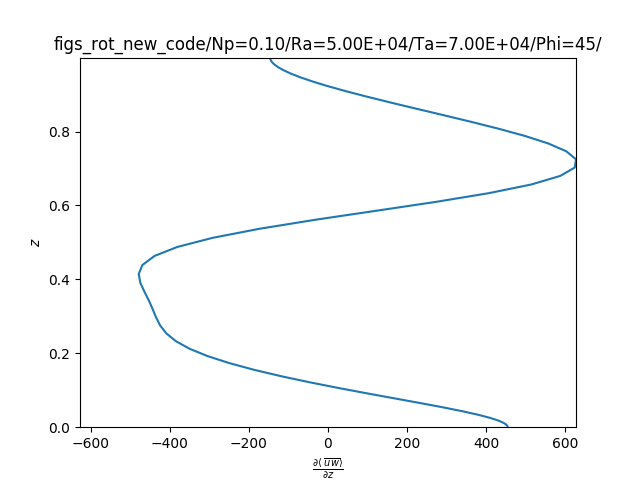 figs_rot_new_code/Np=0.10/Ra=5.00E+04/Ta=7.00E+04/Phi=45/
0.8
z
0.6
0.4
0.2
0.0
−600 −400 −200 0 200 400 600
∂⟨ \overline{uw}⟩
∂z